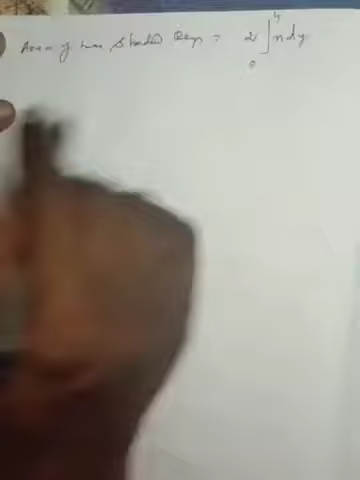 Area of the Shaded Region = 2 ∫₀⁴ x dy